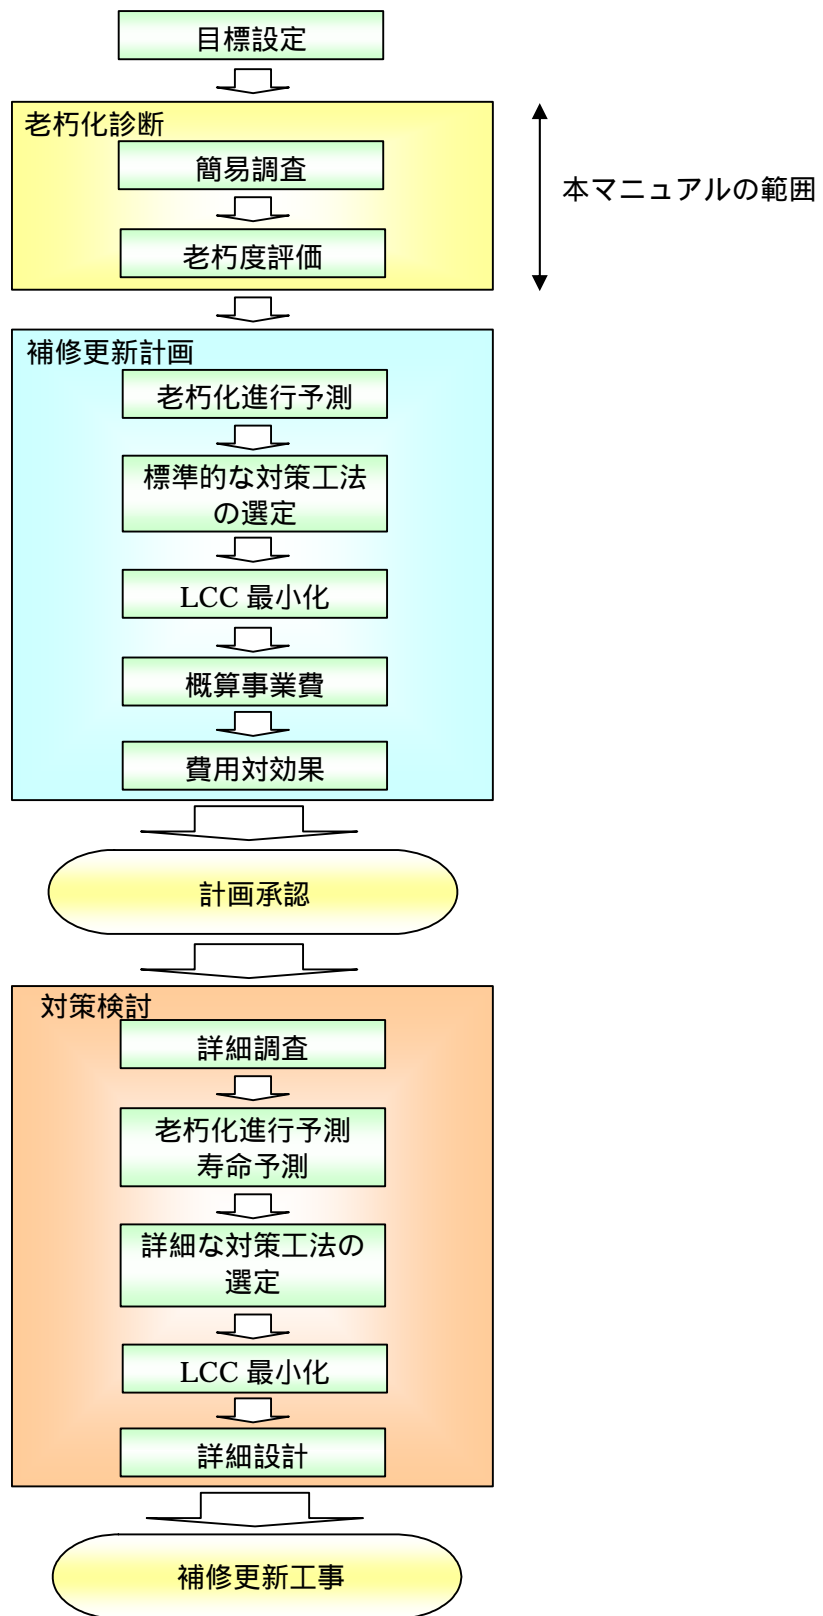 目標設定
老朽化診断
簡易調査
本マニュアルの範囲
老朽度評価
補修更新計画
老朽化進行予測
標準的な対策工法
の選定
LCC 最小化
概算事業費
費用対効果
計画承認
対策検討
詳細調査
老朽化進行予測
寿命予測
詳細な対策工法の
選定
LCC 最小化
詳細設計
補修更新工事